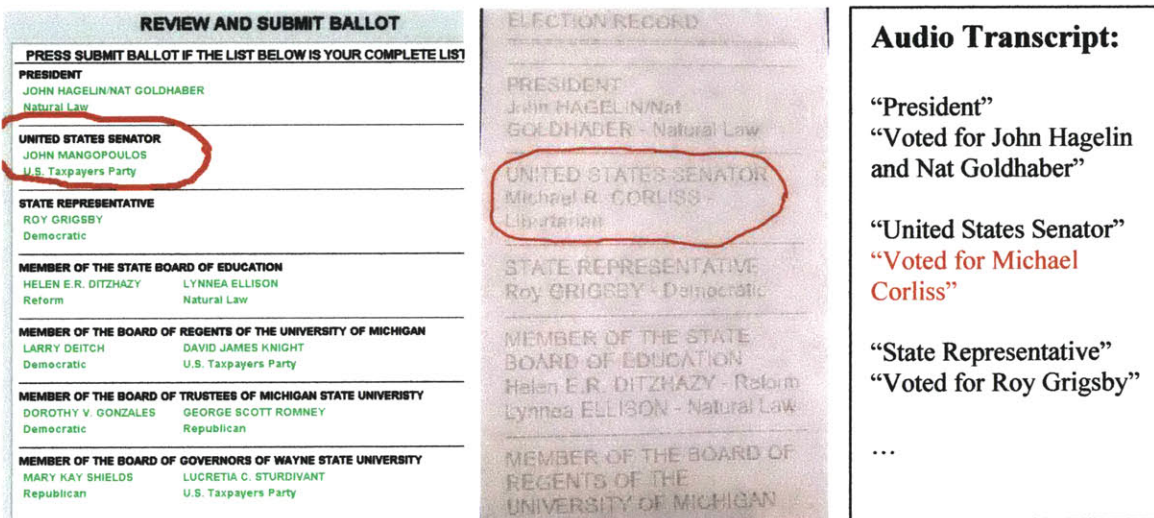 REVIEW AND SUBMIT BALLOT
PRESS SUBMIT BALLOT IF THE LIST BELOW IS YOUR COMPLETE LIST
PRESIDENT
JOHN HAGELIN/NAT GOLDHABER
Natural Law
UNITED STATES SENATOR
JOHN MANGOPOULOS
U.S. Taxpayers Party
STATE REPRESENTATIVE
ROY GRIGSBY
Democratic
MEMBER OF THE STATE BOARD OF EDUCATION
HELEN E.R. DITZHAZY LYNNEA ELLISON
Reform Natural Law
MEMBER OF THE BOARD OF REGENTS OF THE UNIVERSITY OF MICHIGAN
LARRY DEITCH DAVID JAMES KNIGHT
Democratic U.S. Taxpayers Party
MEMBER OF THE BOARD OF TRUSTEES OF MICHIGAN STATE UNIVERISTY
DOROTHY V. GONZALES GEORGE SCOTT ROMNEY
Democratic Republican
MEMBER OF THE BOARD OF GOVERNORS OF WAYNE STATE UNIVERSITY
MARY KAY SHIELDS LUCRETIA C. STURDIVANT
Republican U.S. Taxpayers Party
ELECTION RECORD
PRESIDENT
John HAGELIN/Nat
GOLDHABER - Natural Law
UNITED STATES SENATOR
Michael R. CORLISS -
Libertarian
STATE REPRESENTATIVE
Roy GRIGSBY - Democratic
MEMBER OF THE STATE
BOARD OF EDUCATION
Helen E.R. DITZHAZY - Reform
Lynnea ELLISON - Natural Law
MEMBER OF THE BOARD OF
REGENTS OF THE
UNIVERSITY OF MICHIGAN
Audio Transcript:
“President”
“Voted for John Hagelin
and Nat Goldhaber”
“United States Senator”
“Voted for Michael
Corliss”
“State Representative”
“Voted for Roy Grigsby”
…